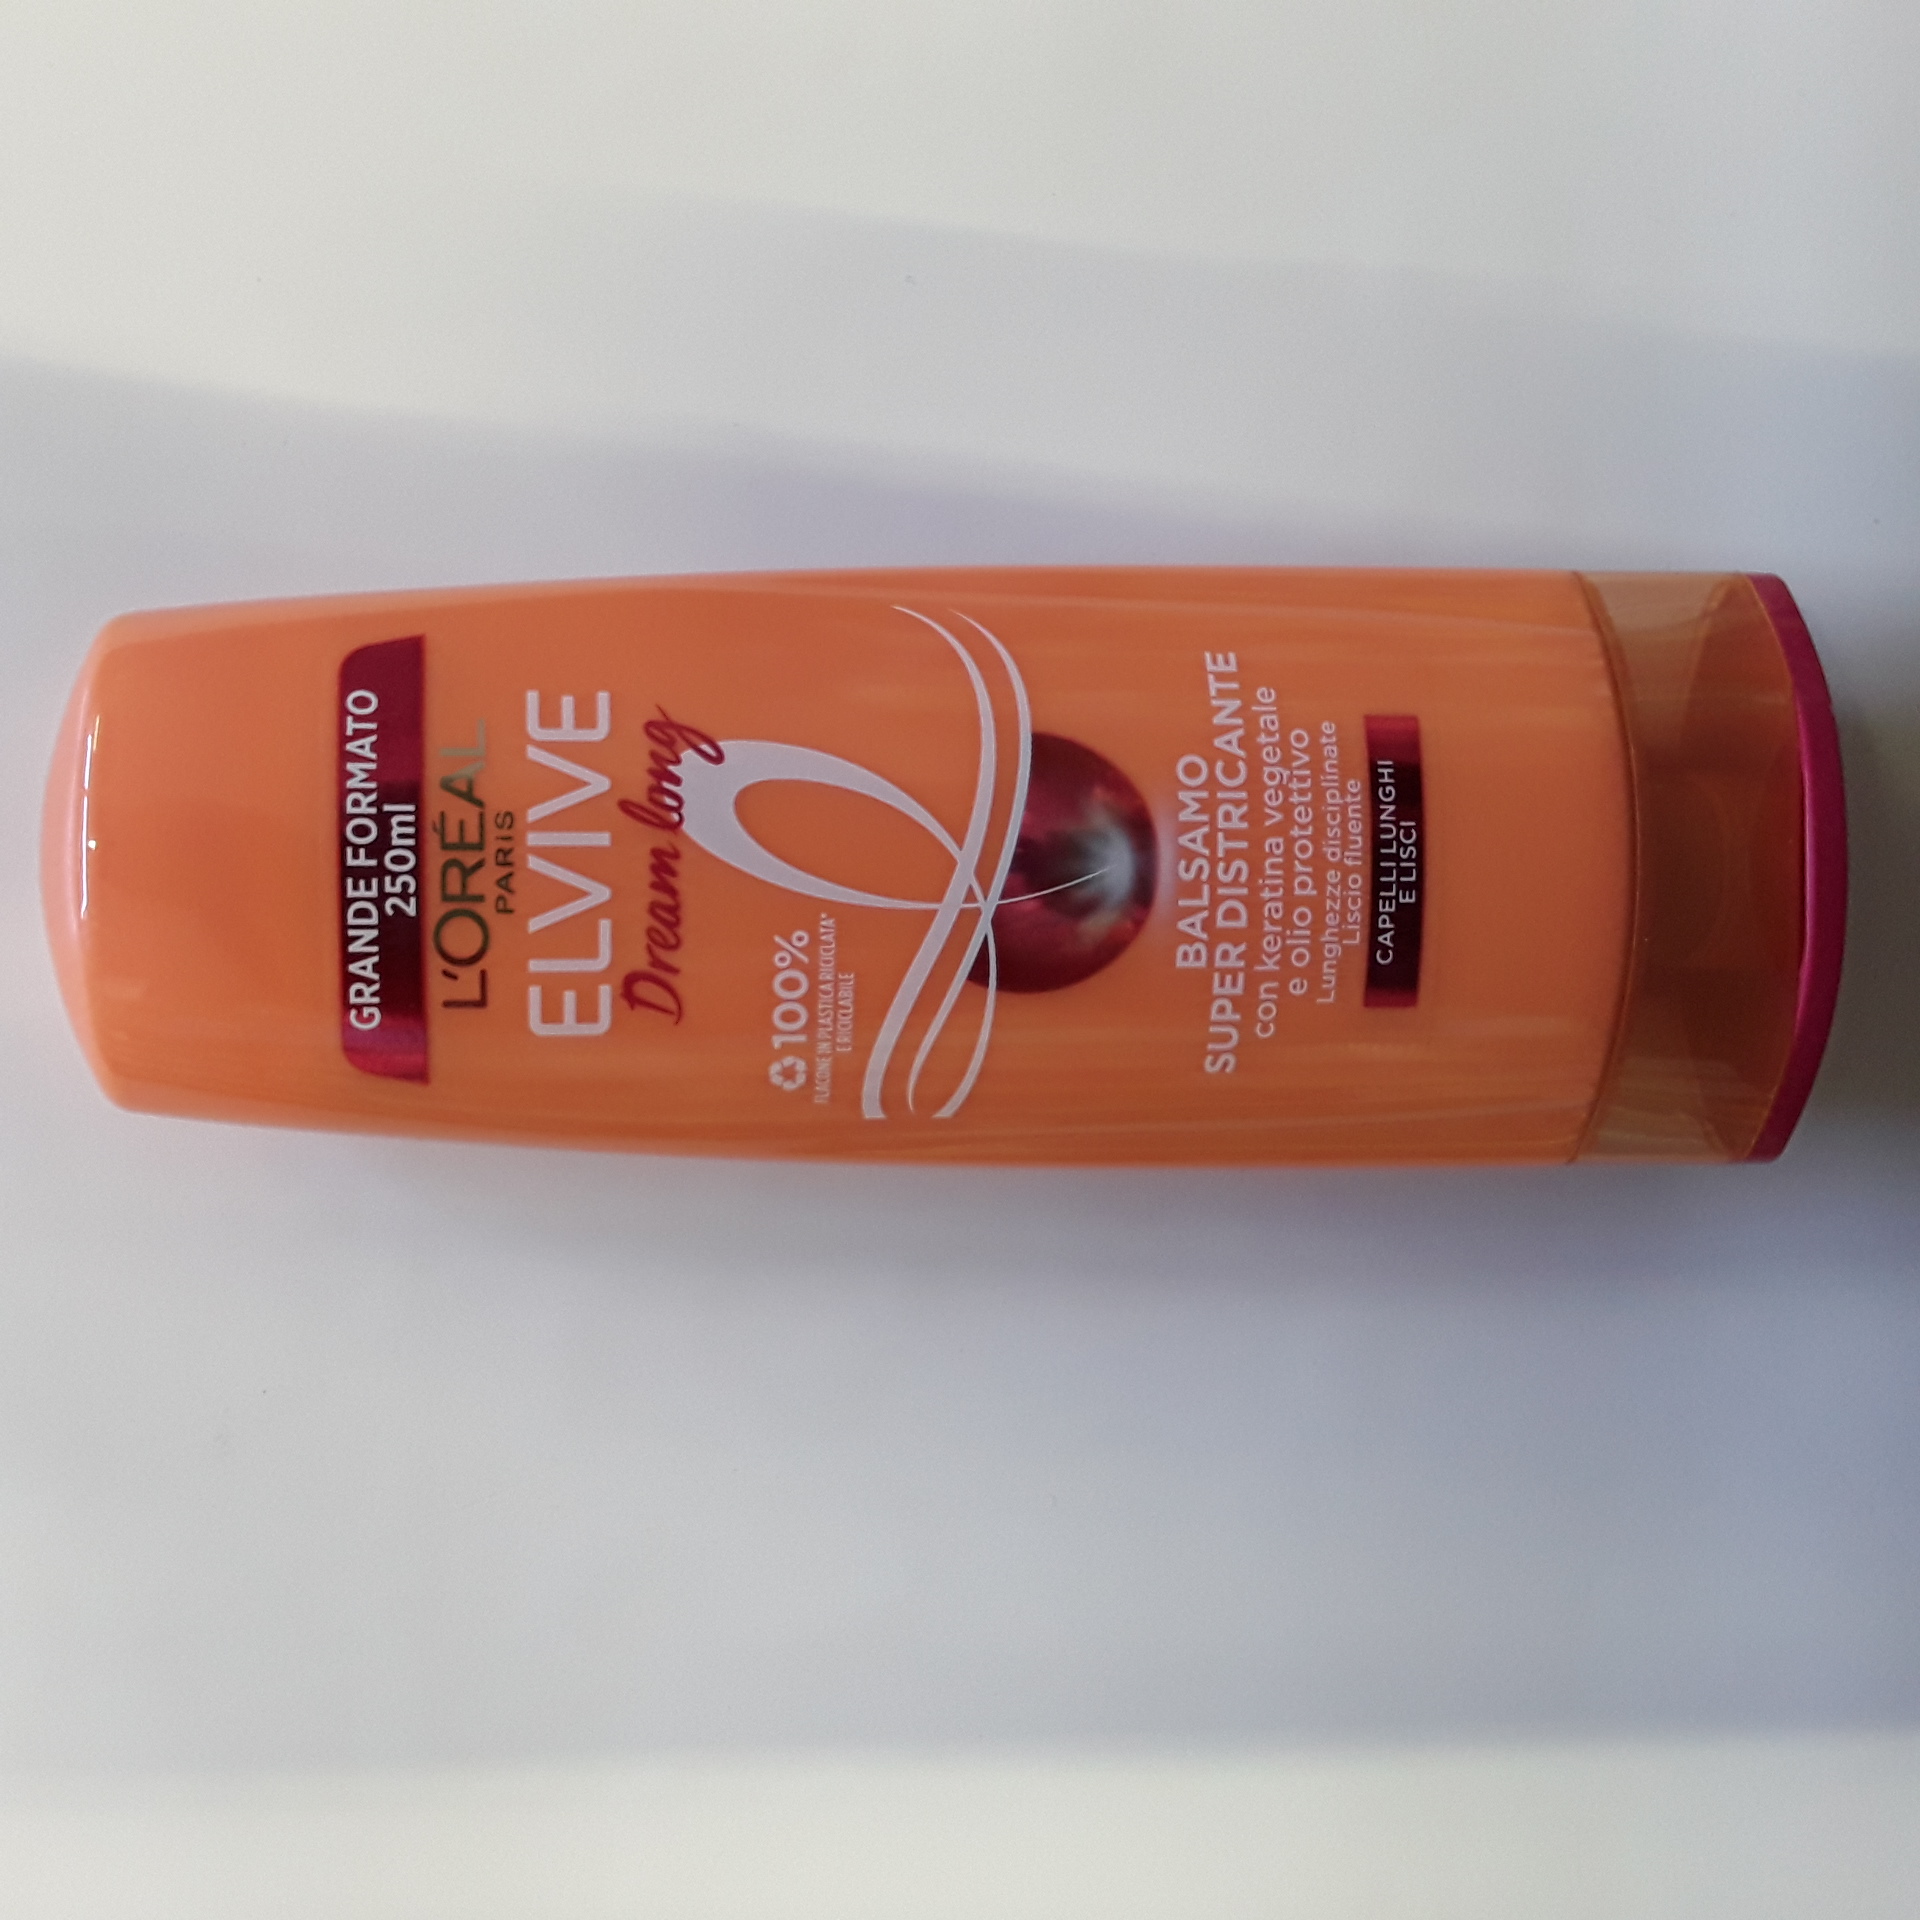 GRANDE FORMATO
250ml
L'ORÉAL
PARIS
ELVIVE
Dream long
100%
FLACONE IN PLASTICA RICICLATA*
E RICICLABILE
BALSAMO
SUPER DISTRICANTE
con keratina vegetale
e olio protettivo
Lunghezze disciplinate
Liscio fluente
CAPELLI LUNGHI
E LISCI